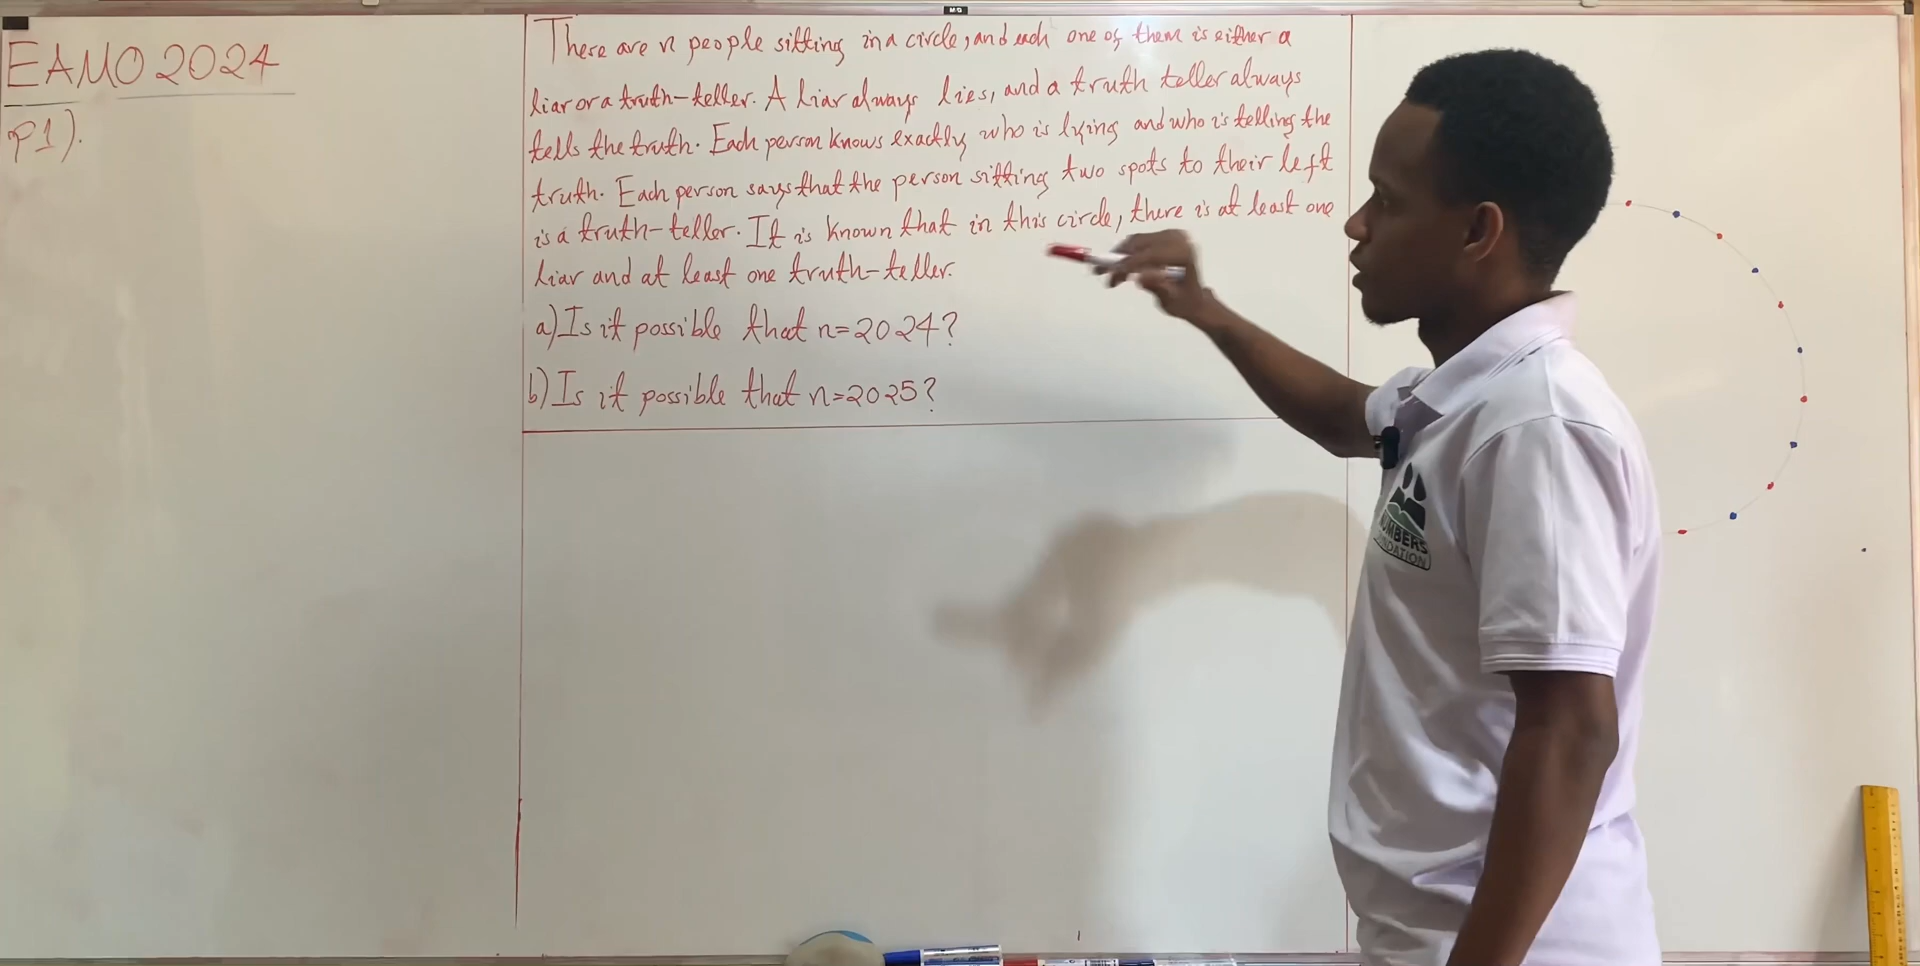 EAMO 2024
P1).
There are n people sitting in a circle, and each one of them is either a
liar or a truth-teller. A liar always lies, and a truth teller always
tells the truth. Each person knows exactly who is lying and who is telling the
truth. Each person says that the person sitting two spots to their left
is a truth-teller. It is known that in this circle, there is at least one
liar and at least one truth-teller.
a) Is it possible that n=2024?
b) Is it possible that n=2025?